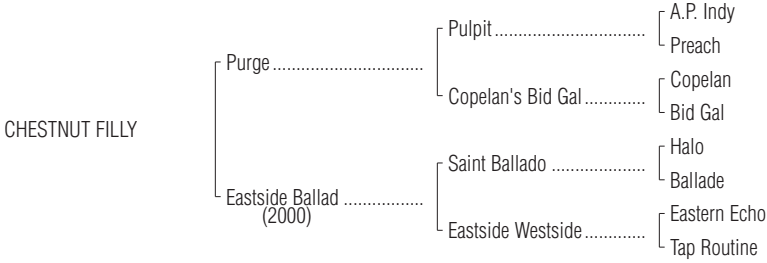 A.P. Indy
Pulpit................................
Preach
Purge................................
Copelan
Copelan's Bid Gal.............
Bid Gal
CHESTNUT FILLY
Halo
Saint Ballado ....................
Ballade
Eastside Ballad .................
(2000)
Eastern Echo
Eastside Westside.............
Tap Routine